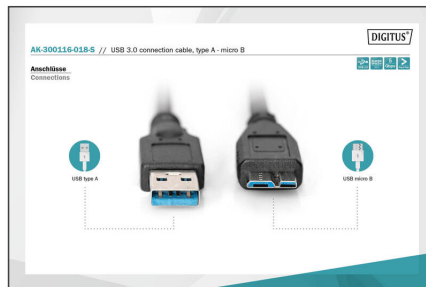 DIGITUS®
AK-300116-018-S // USB 3.0 connection cable, type A - micro B
Anschlüsse
Connections
USB type A
USB micro B